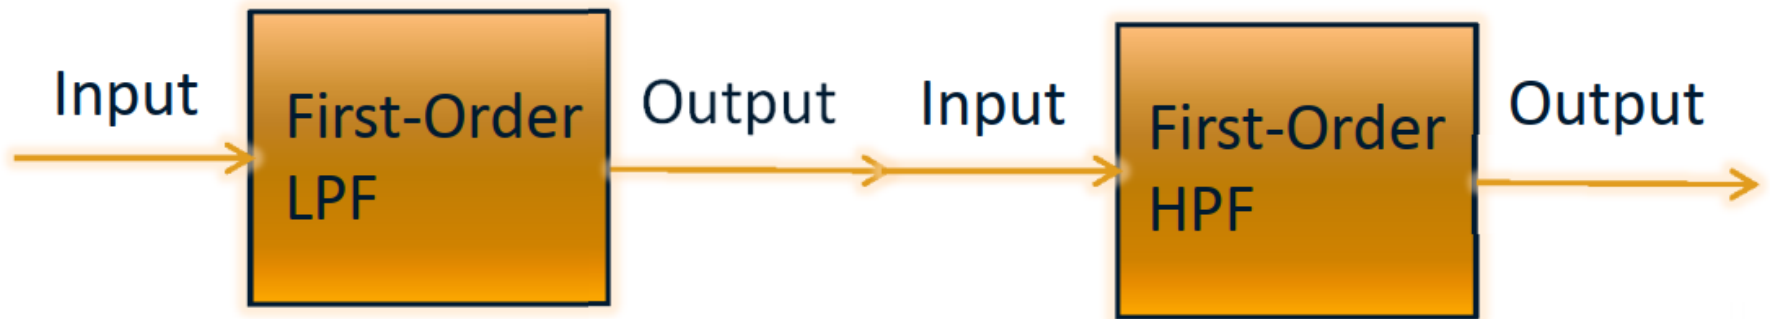 Input
First-Order
LPF
Output
Input
First-Order
HPF
Output